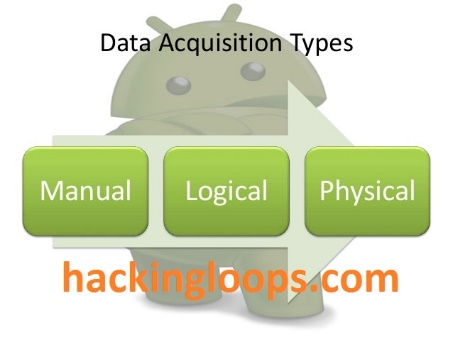 Data Acquisition Types
Manual Logical Physical
hackingloops.com